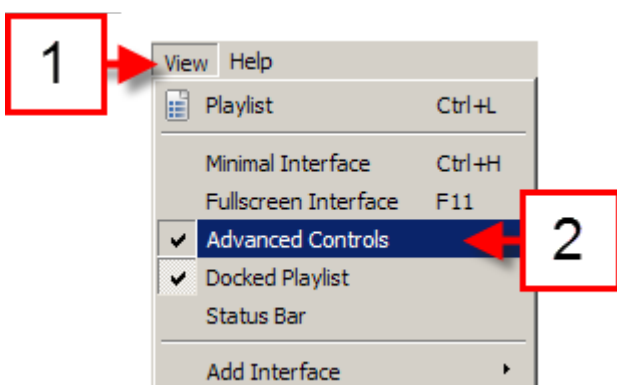 1
View Help
Playlist Ctrl+L
Minimal Interface Ctrl+H
Fullscreen Interface F11
Advanced Controls
2
Docked Playlist
Status Bar
Add Interface